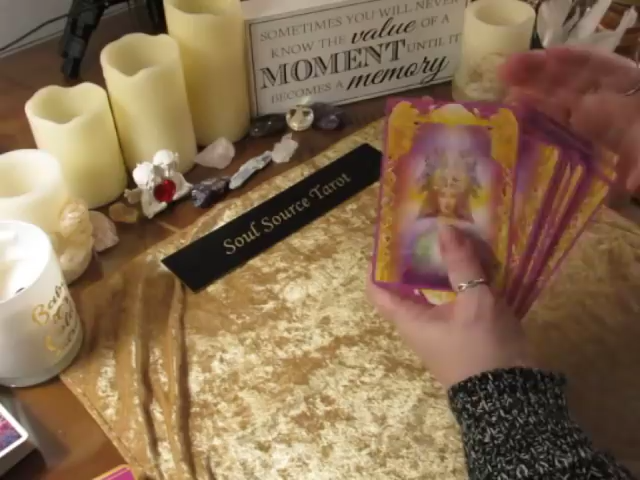 SOMETIMES YOU WILL NEVER
KNOW THE value OF A
MOMENT UNTIL IT
BECOMES A memory
Soul Source Tarot